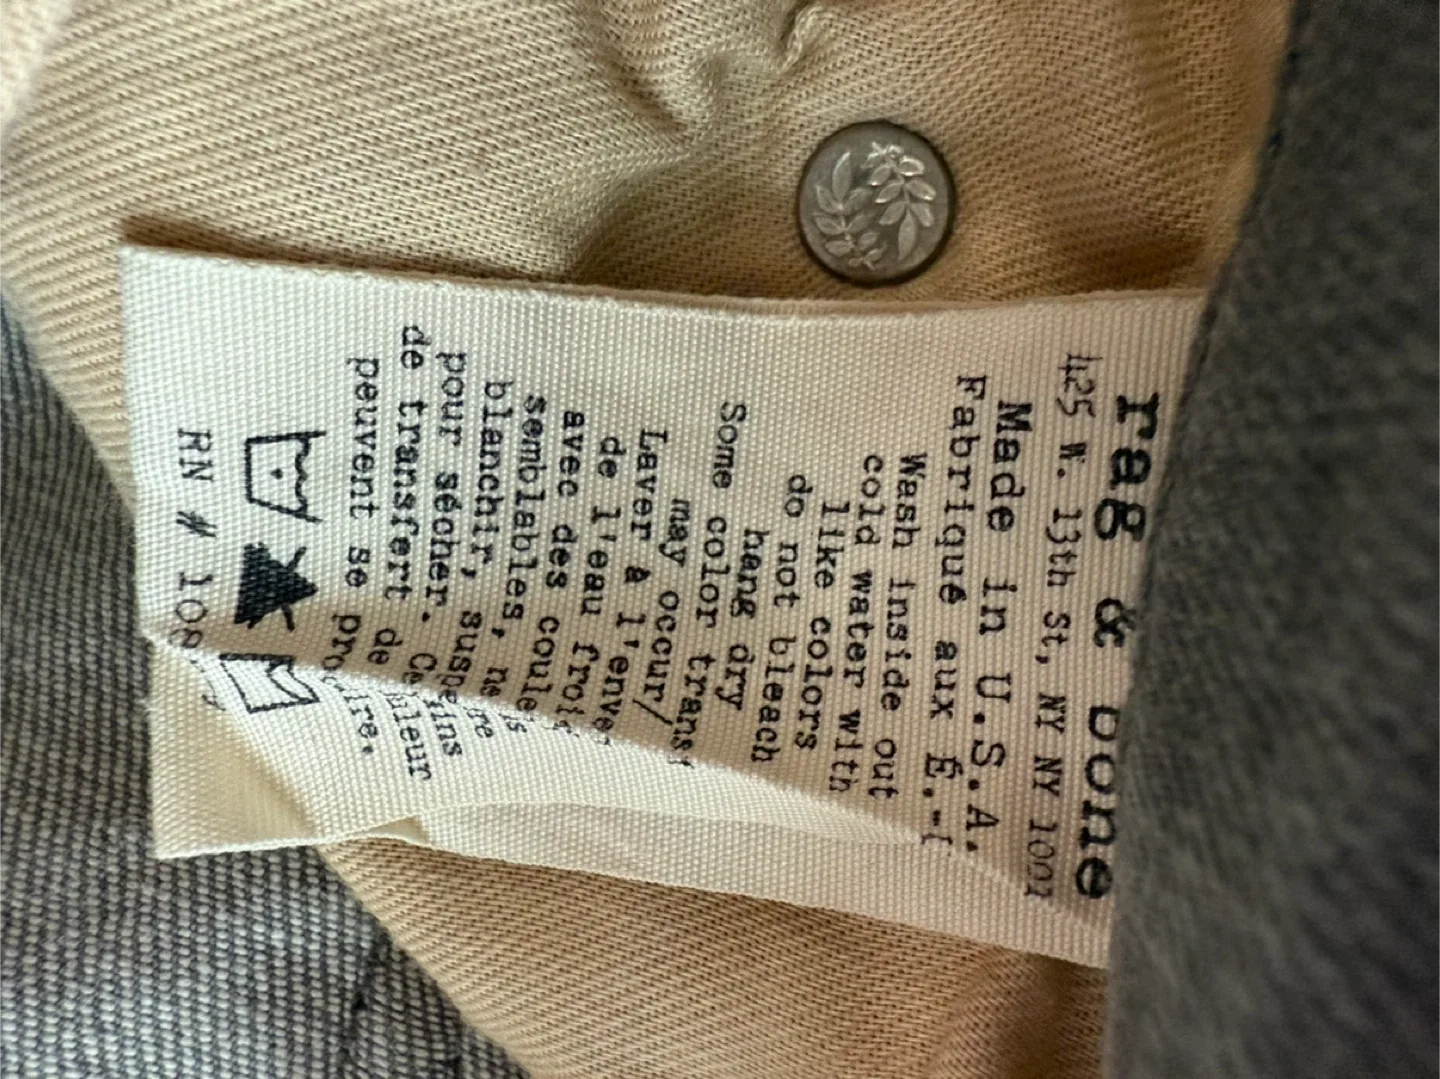 rag & bone
425 W. 13th St, NY NY
Made in U.S.A.
Fabriqué aux É.-
Wash inside out
cold water with
like colors
do not bleach
hang dry
Some color
may occur/
Laver à
de l'eau
avec des
semblables,
blanchir,
pour sécher.
de transfert de
peuvent se
RN #